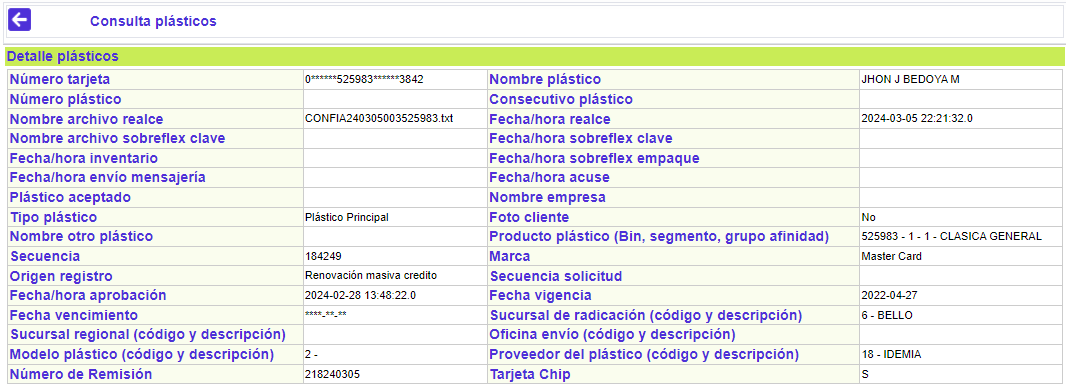 Consulta plásticos
Detalle plásticos
Número tarjeta 0******525983******3842 Nombre plástico JHON J BEDOYA M
Número plástico Consecutivo plástico
Nombre archivo realce CONFIA240305003525983.txt Fecha/hora realce 2024-03-05 22:21:32.0
Nombre archivo sobreflex clave Fecha/hora sobreflex clave
Fecha/hora inventario Fecha/hora sobreflex empaque
Fecha/hora envío mensajería Fecha/hora acuse
Plástico aceptado Nombre empresa
Tipo plástico Plástico Principal Foto cliente No
Nombre otro plástico Producto plástico (Bin, segmento, grupo afinidad) 525983 - 1 - 1 - CLASICA GENERAL
Secuencia 184249 Marca Master Card
Origen registro Renovación masiva credito Secuencia solicitud
Fecha/hora aprobación 2024-02-28 13:48:22.0 Fecha vigencia 2022-04-27
Fecha vencimiento ****-**-** Sucursal de radicación (código y descripción) 6 - BELLO
Sucursal regional (código y descripción) Oficina envío (código y descripción)
Modelo plástico (código y descripción) 2 - Proveedor del plástico (código y descripción) 18 - IDEMIA
Número de Remisión 218240305 Tarjeta Chip S